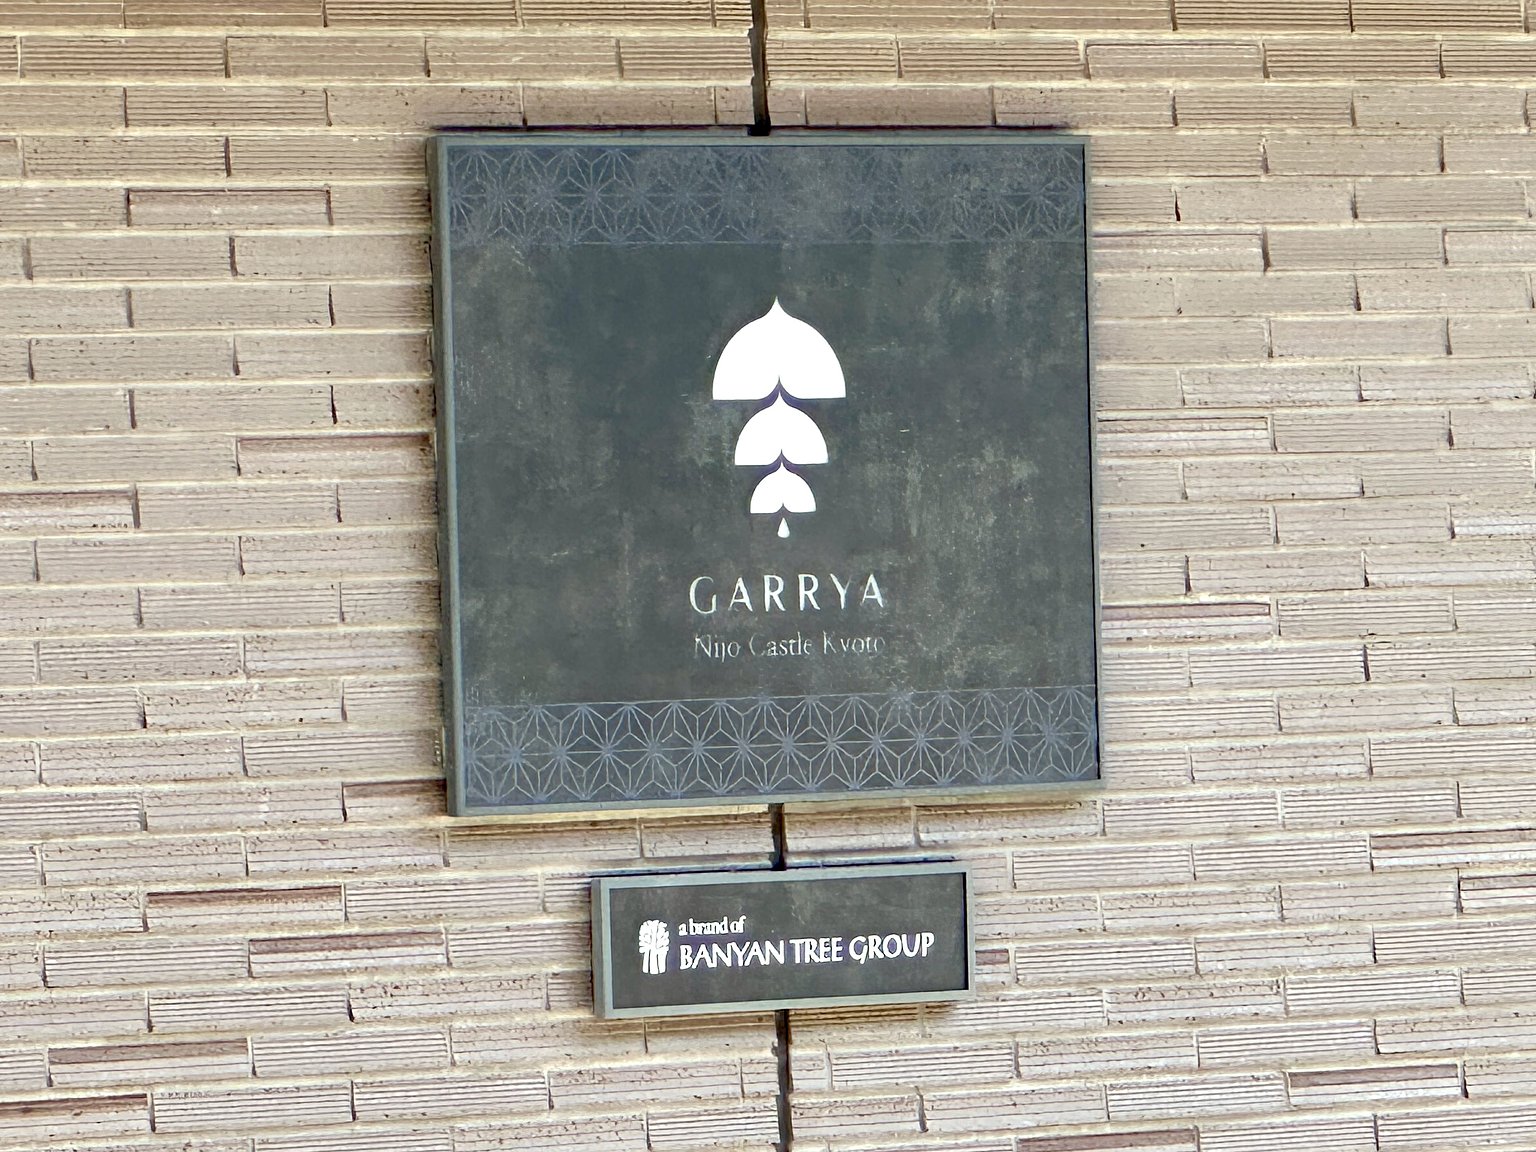 GARRYA
Nijo Castle Kyoto
a brand of
BANYAN TREE GROUP